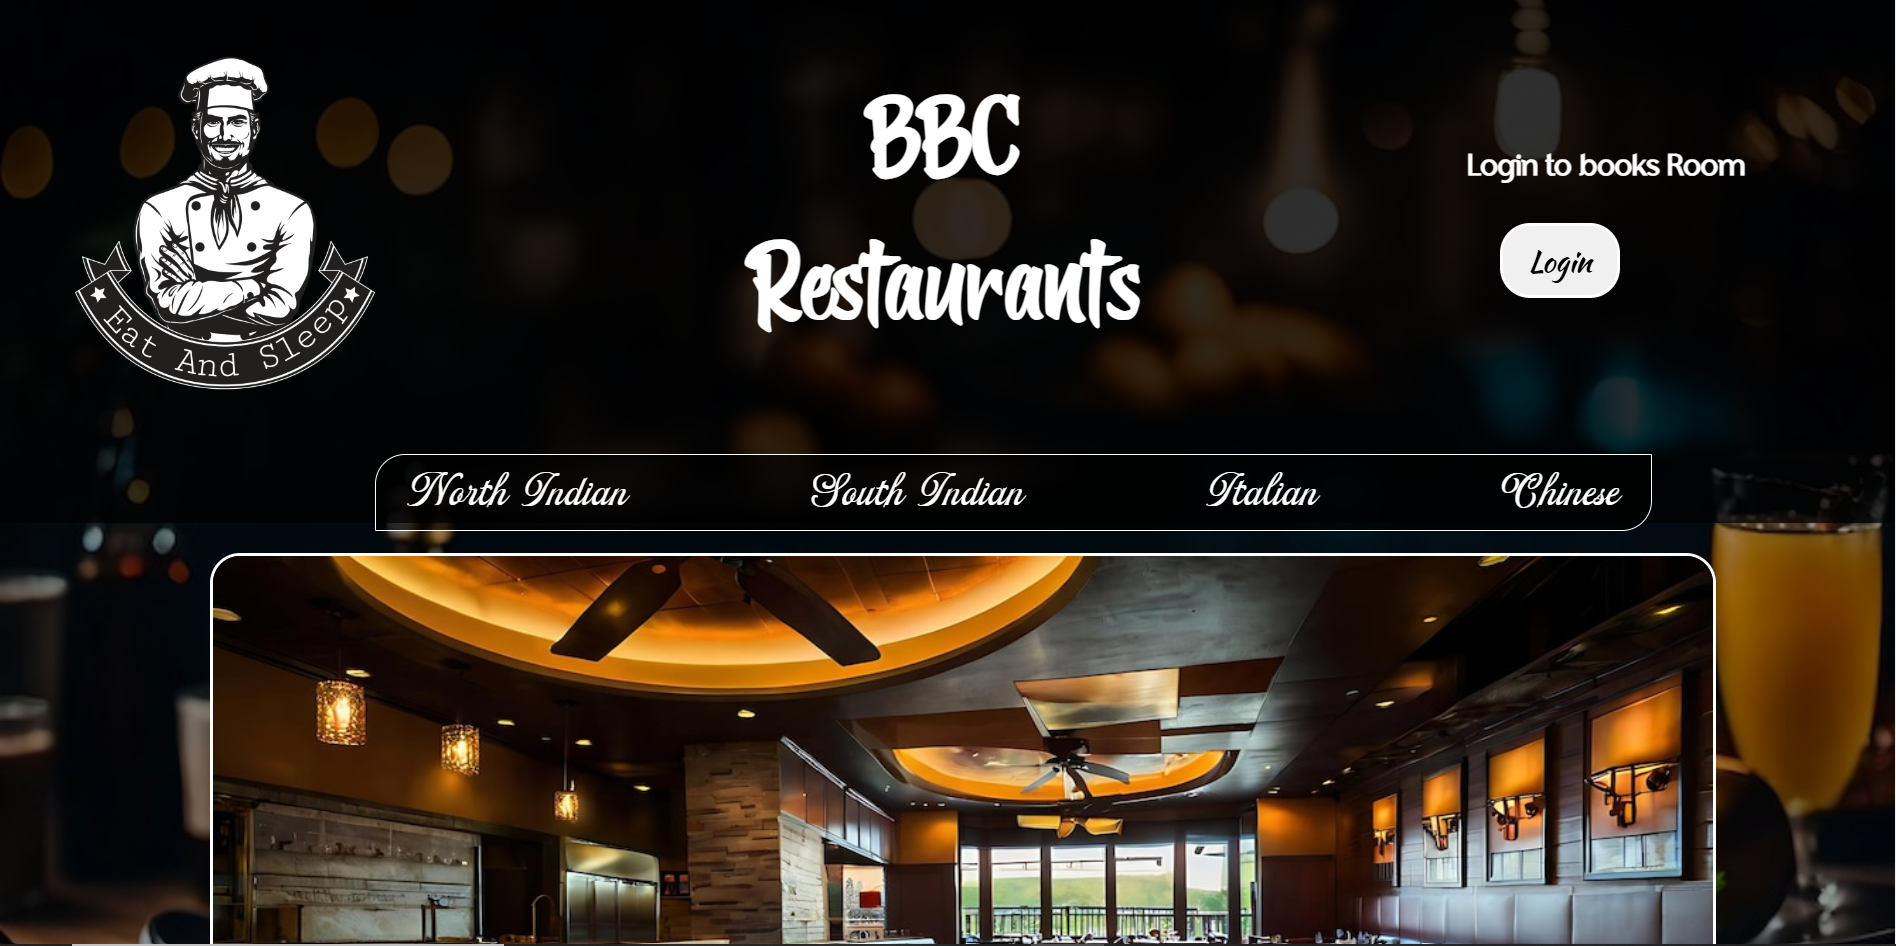 BBC
Restaurants
Login to books Room
Login
Eat And Sleep
North Indian South Indian Italian Chinese